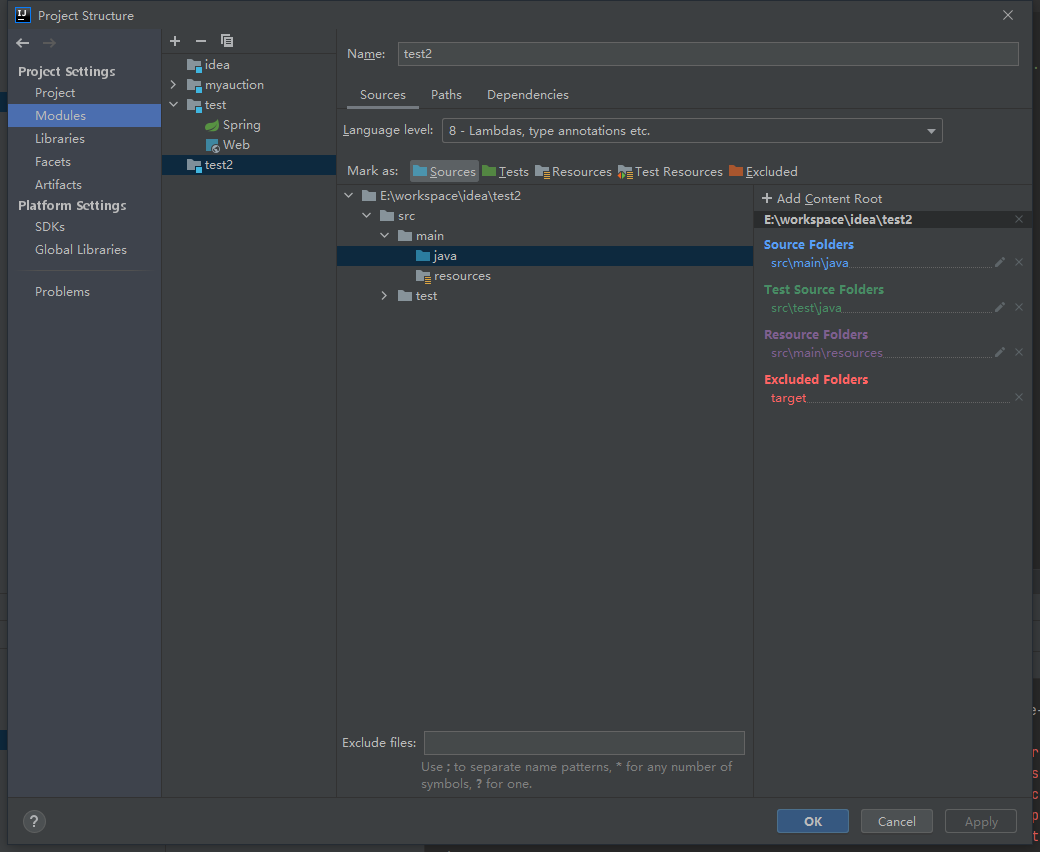 Project Structure
Project Settings
Project
Modules
Libraries
Facets
Artifacts
Platform Settings
SDKs
Global Libraries
Problems
idea
myauction
test
Spring
Web
test2
Name: test2
Sources Paths Dependencies
Language level: 8 - Lambdas, type annotations etc.
Mark as: Sources Tests Resources Test Resources Excluded
E:\workspace\idea\test2
src
main
java
resources
test
+ Add Content Root
E:\workspace\idea\test2
Source Folders
src\main\java
Test Source Folders
src\test\java
Resource Folders
src\main\resources
Excluded Folders
target
Exclude files:
Use ; to separate name patterns, * for any number of
symbols, ? for one.
?
OK Cancel Apply